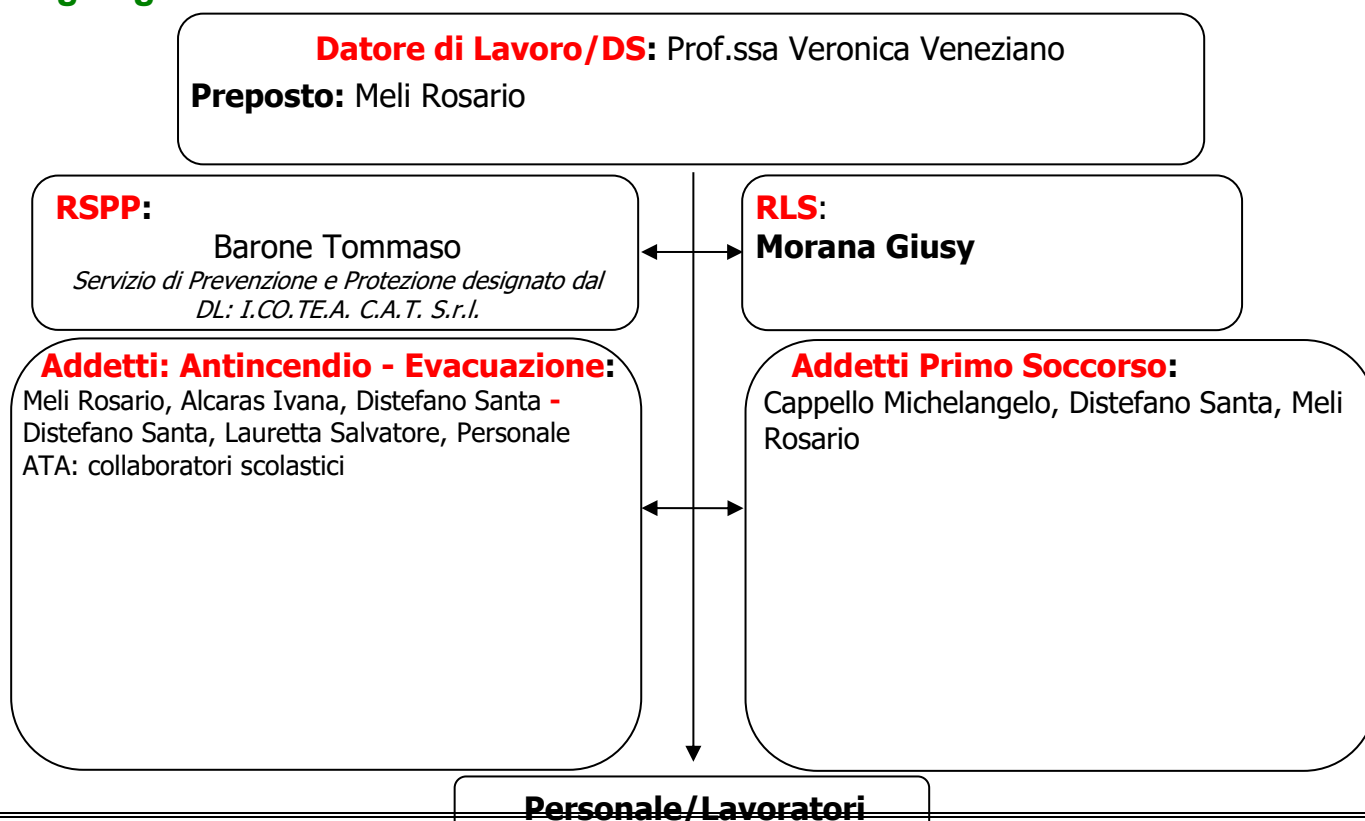 Datore di Lavoro/DS: Prof.ssa Veronica Veneziano
Preposto: Meli Rosario
RSPP:
Barone Tommaso
Servizio di Prevenzione e Protezione designato dal
DL: I.CO.TE.A. C.A.T. S.r.l.
RLS:
Morana Giusy
Addetti: Antincendio - Evacuazione:
Meli Rosario, Alcaras Ivana, Distefano Santa -
Distefano Santa, Lauretta Salvatore, Personale
ATA: collaboratori scolastici
Addetti Primo Soccorso:
Cappello Michelangelo, Distefano Santa, Meli
Rosario
Personale/Lavoratori